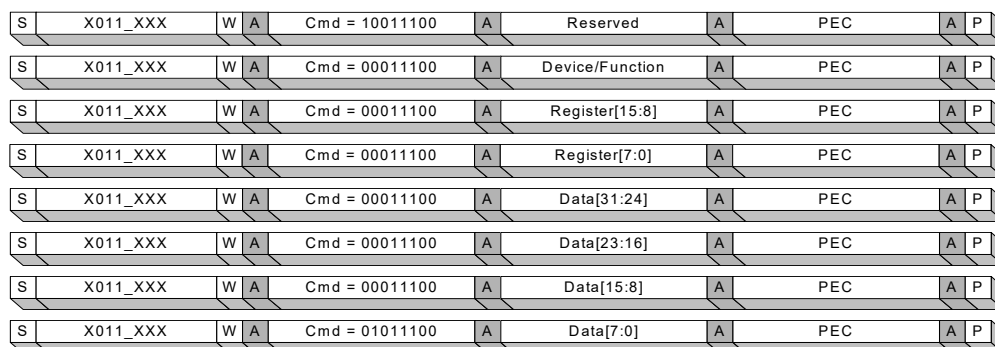 S X011_XXX W A Cmd = 10011100 A Reserved A PEC A P
S X011_XXX W A Cmd = 00011100 A Device/Function A PEC A P
S X011_XXX W A Cmd = 00011100 A Register[15:8] A PEC A P
S X011_XXX W A Cmd = 00011100 A Register[7:0] A PEC A P
S X011_XXX W A Cmd = 00011100 A Data[31:24] A PEC A P
S X011_XXX W A Cmd = 00011100 A Data[23:16] A PEC A P
S X011_XXX W A Cmd = 00011100 A Data[15:8] A PEC A P
S X011_XXX W A Cmd = 01011100 A Data[7:0] A PEC A P